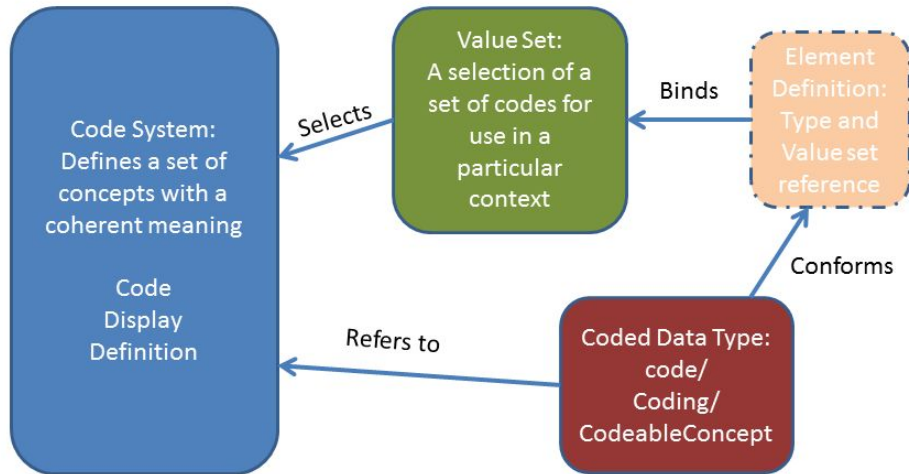 Code System:
Defines a set of
concepts with a
coherent meaning
Code
Display
Definition
Selects
Value Set:
A selection of a
set of codes for
use in a
particular
context
Binds
Element
Definition:
Type and
Value set
reference
Conforms
Refers to
Coded Data Type:
code/
Coding/
CodeableConcept